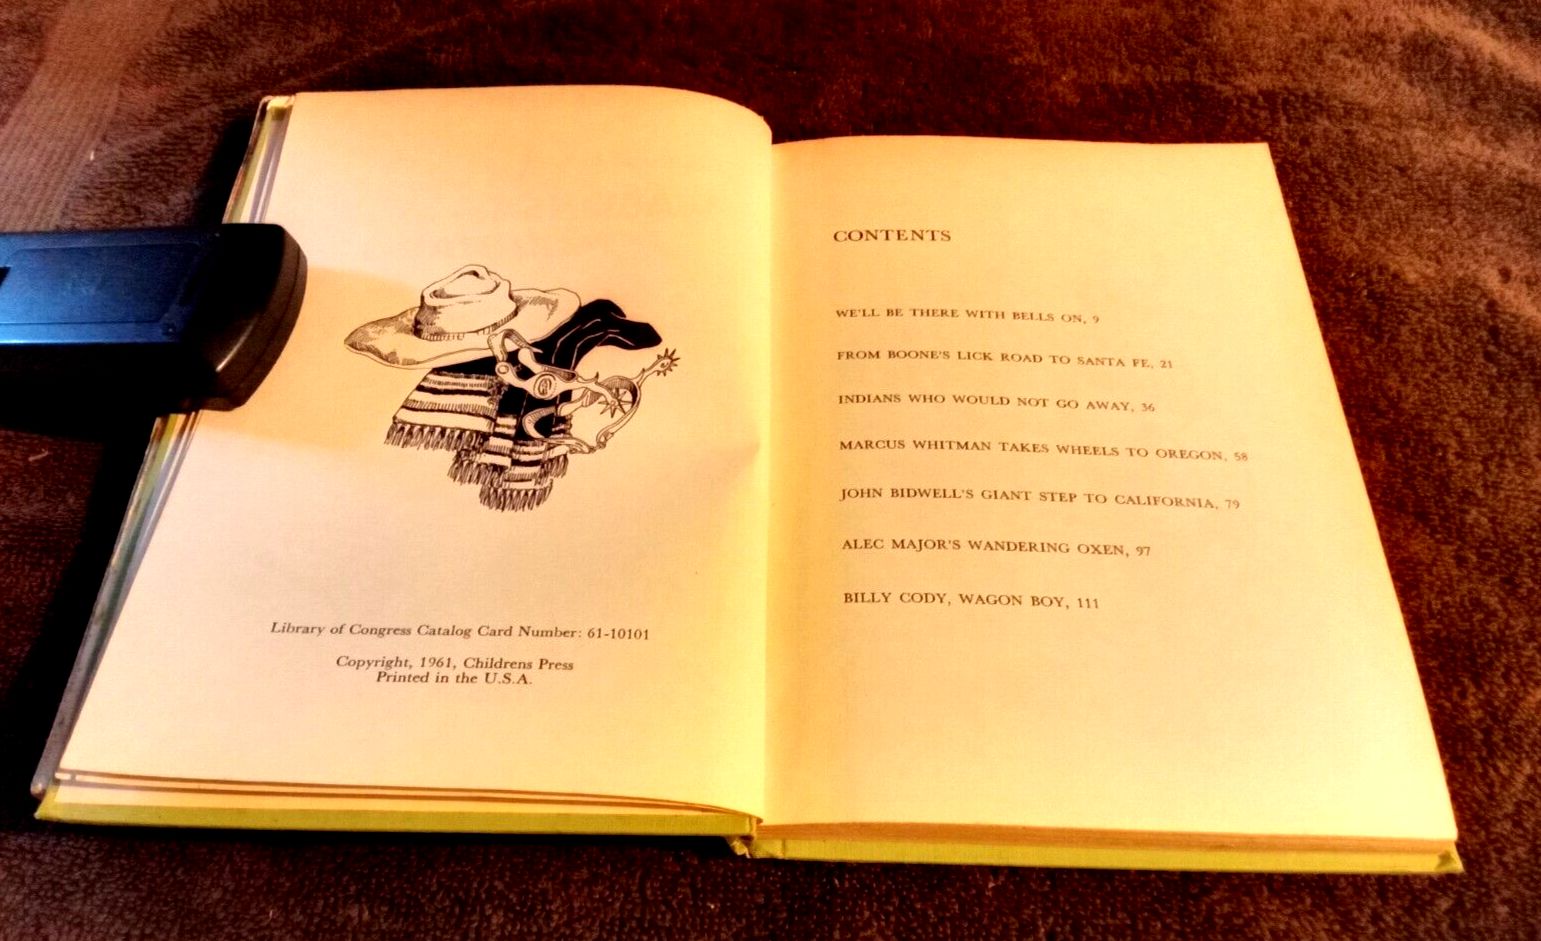 Library of Congress Catalog Card Number: 61-10101
Copyright, 1961, Childrens Press
Printed in the U.S.A.
CONTENTS
WE'LL BE THERE WITH BELLS ON, 9
FROM BOONE'S LICK ROAD TO SANTA FE, 21
INDIANS WHO WOULD NOT GO AWAY, 36
MARCUS WHITMAN TAKES WHEELS TO OREGON, 58
JOHN BIDWELL'S GIANT STEP TO CALIFORNIA, 79
ALEC MAJOR'S WANDERING OXEN, 97
BILLY CODY, WAGON BOY, 111